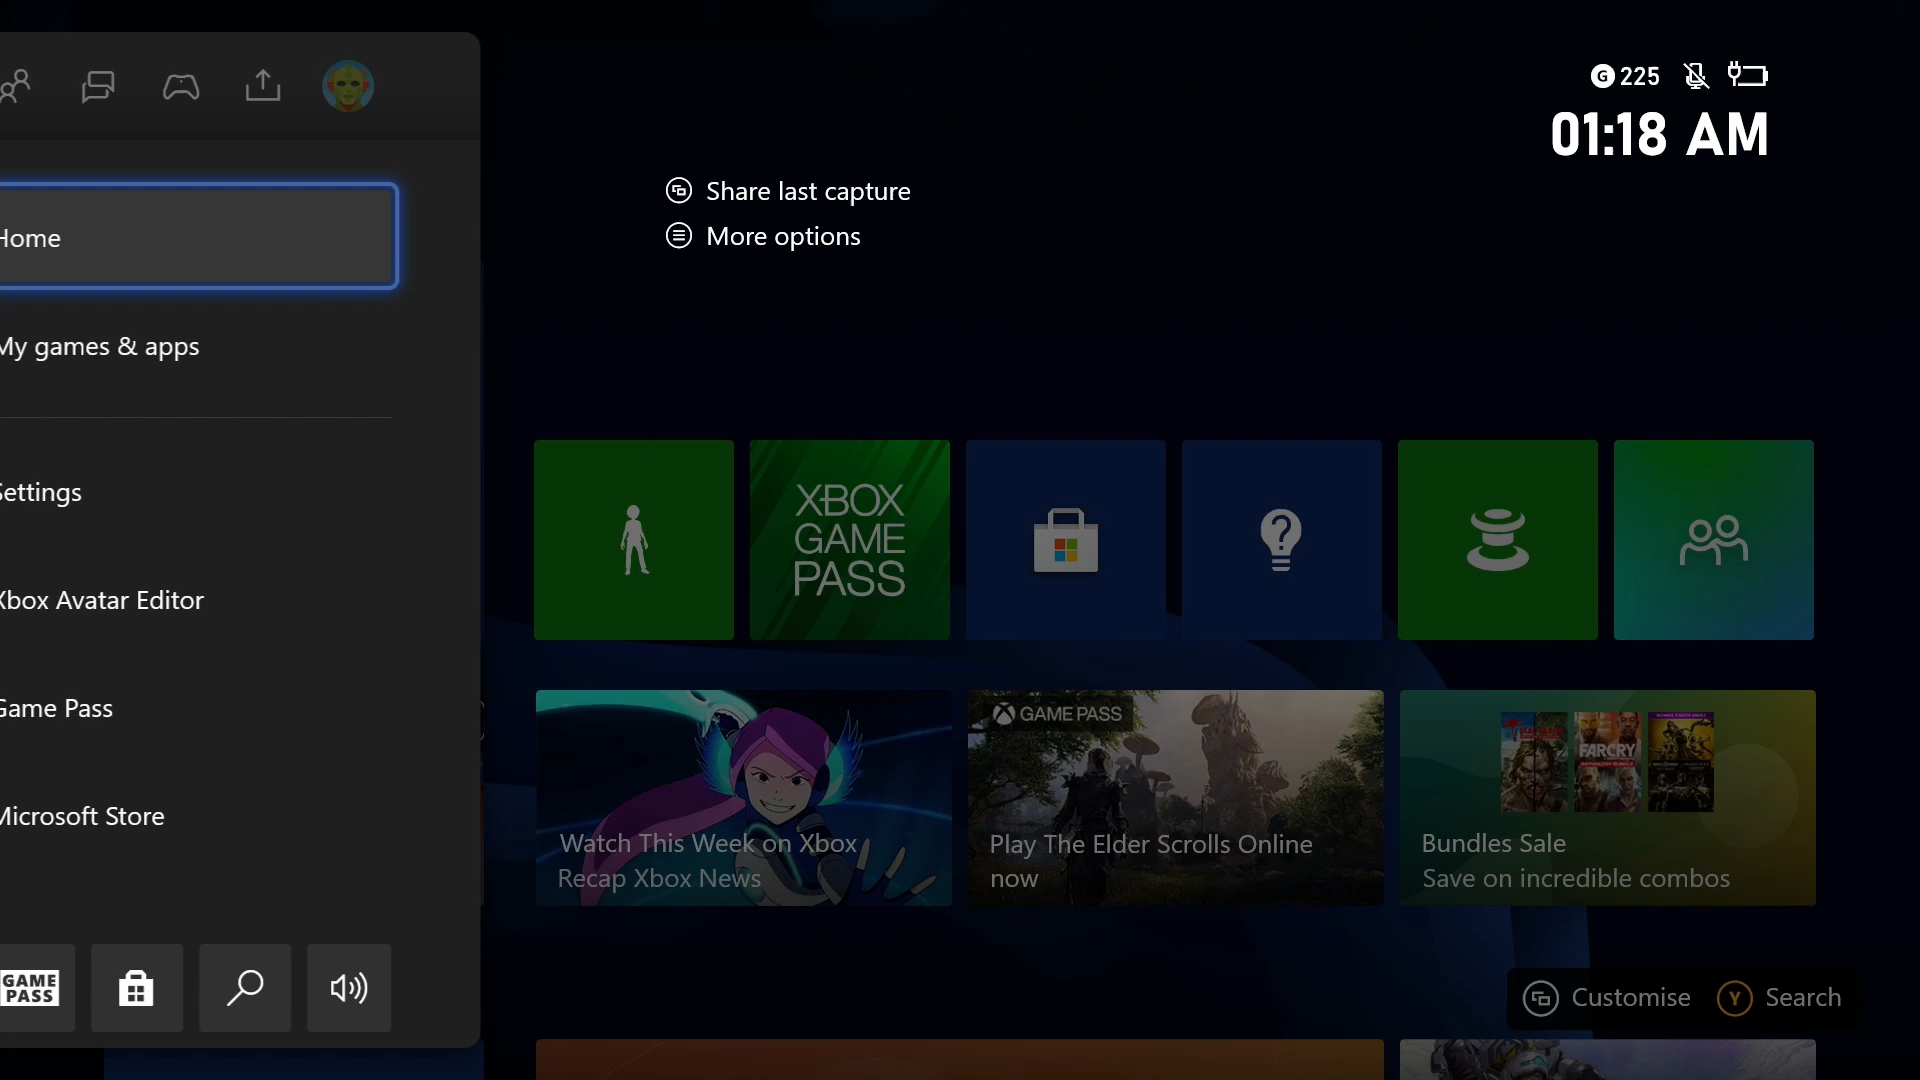 G 225
01:18 AM
Share last capture
More options
Home
My games & apps
Settings
Xbox Avatar Editor
Game Pass
Microsoft Store
GAME
PASS
XBOX
GAME
PASS
Watch This Week on Xbox
Recap Xbox News
GAME PASS
Play The Elder Scrolls Online
now
FARCRY
ANTHOLOGY BUNDLE
Bundles Sale
Save on incredible combos
Customise
Y Search